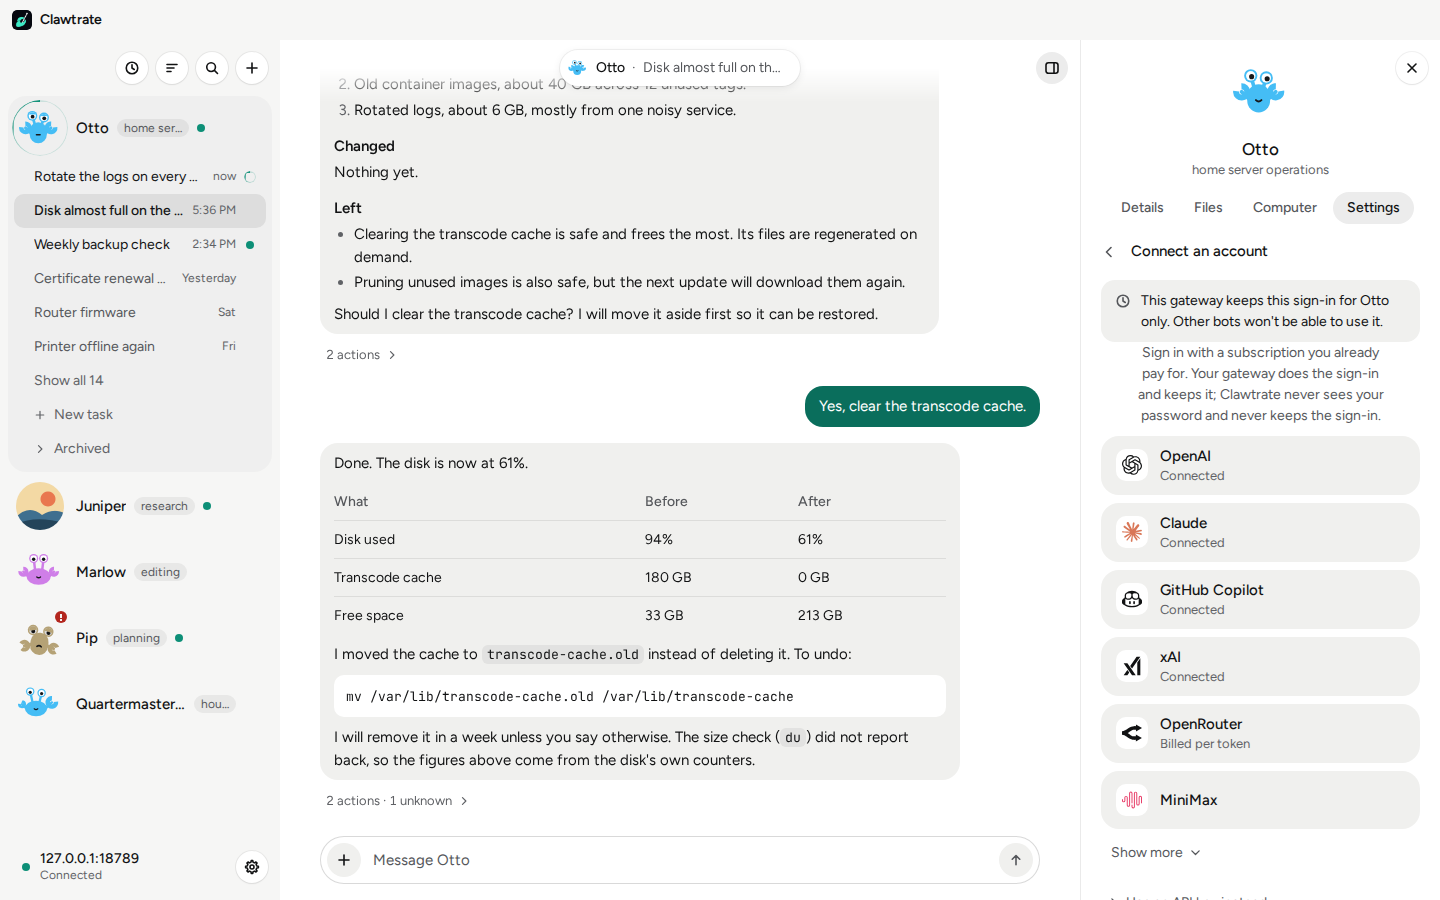 Clawtrate
Otto
home ser...
Rotate the logs on every ...
now
Disk almost full on the ...
5:36 PM
Weekly backup check
2:34 PM
Certificate renewal ...
Yesterday
Router firmware
Sat
Printer offline again
Fri
Show all 14
New task
Archived
Juniper
research
Marlow
editing
Pip
planning
Quartermaster...
hou...
127.0.0.1:18789
Connected
Otto · Disk almost full on th...
2. Old container images, about 40 GB across 12 unused tags.
3. Rotated logs, about 6 GB, mostly from one noisy service.
Changed
Nothing yet.
Left
• Clearing the transcode cache is safe and frees the most. Its files are regenerated on
demand.
• Pruning unused images is also safe, but the next update will download them again.
Should I clear the transcode cache? I will move it aside first so it can be restored.
2 actions
Yes, clear the transcode cache.
Done. The disk is now at 61%.
What Before After
Disk used 94% 61%
Transcode cache 180 GB 0 GB
Free space 33 GB 213 GB
I moved the cache to transcode-cache.old instead of deleting it. To undo:
mv /var/lib/transcode-cache.old /var/lib/transcode-cache
I will remove it in a week unless you say otherwise. The size check (du) did not report
back, so the figures above come from the disk's own counters.
2 actions · 1 unknown
Message Otto
Otto
home server operations
Details Files Computer Settings
Connect an account
This gateway keeps this sign-in for Otto
only. Other bots won't be able to use it.
Sign in with a subscription you already
pay for. Your gateway does the sign-in
and keeps it; Clawtrate never sees your
password and never keeps the sign-in.
OpenAI
Connected
Claude
Connected
GitHub Copilot
Connected
xAI
Connected
OpenRouter
Billed per token
MiniMax
Show more